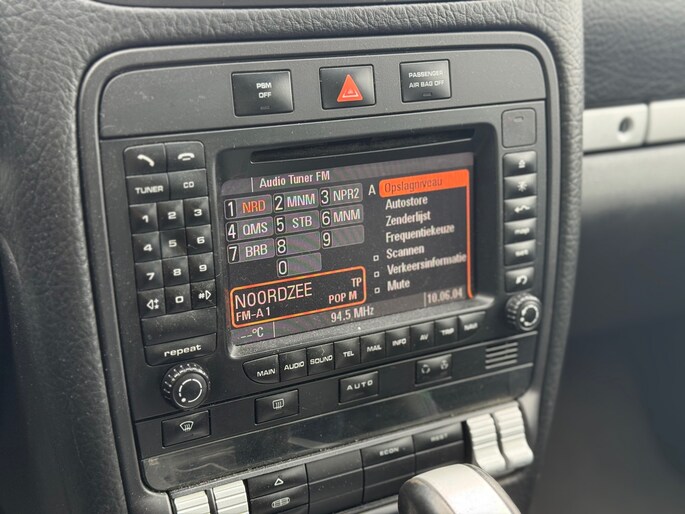 PSM OFF
PASSENGER AIR BAG OFF
TUNER CD
1 2 3
4 5 6
7 8 9
0
repeat
Audio Tuner FM
1 NRD 2 MNM 3 NPR2
4 QMS 5 STB 6 MNM
7 BRB 8 9
0
NOORDZEE TP
FM-A 1 POP M
--°C 94.5 MHz 10.06.04
A Opslagniveau
Autostore
Zenderlijst
Frequentiekeuze
Scannen
Verkeersinformatie
Mute
map
set
MAIN AUDIO SOUND TEL MAIL INFO AV TRIP NAVI
AUTO
ECON REST